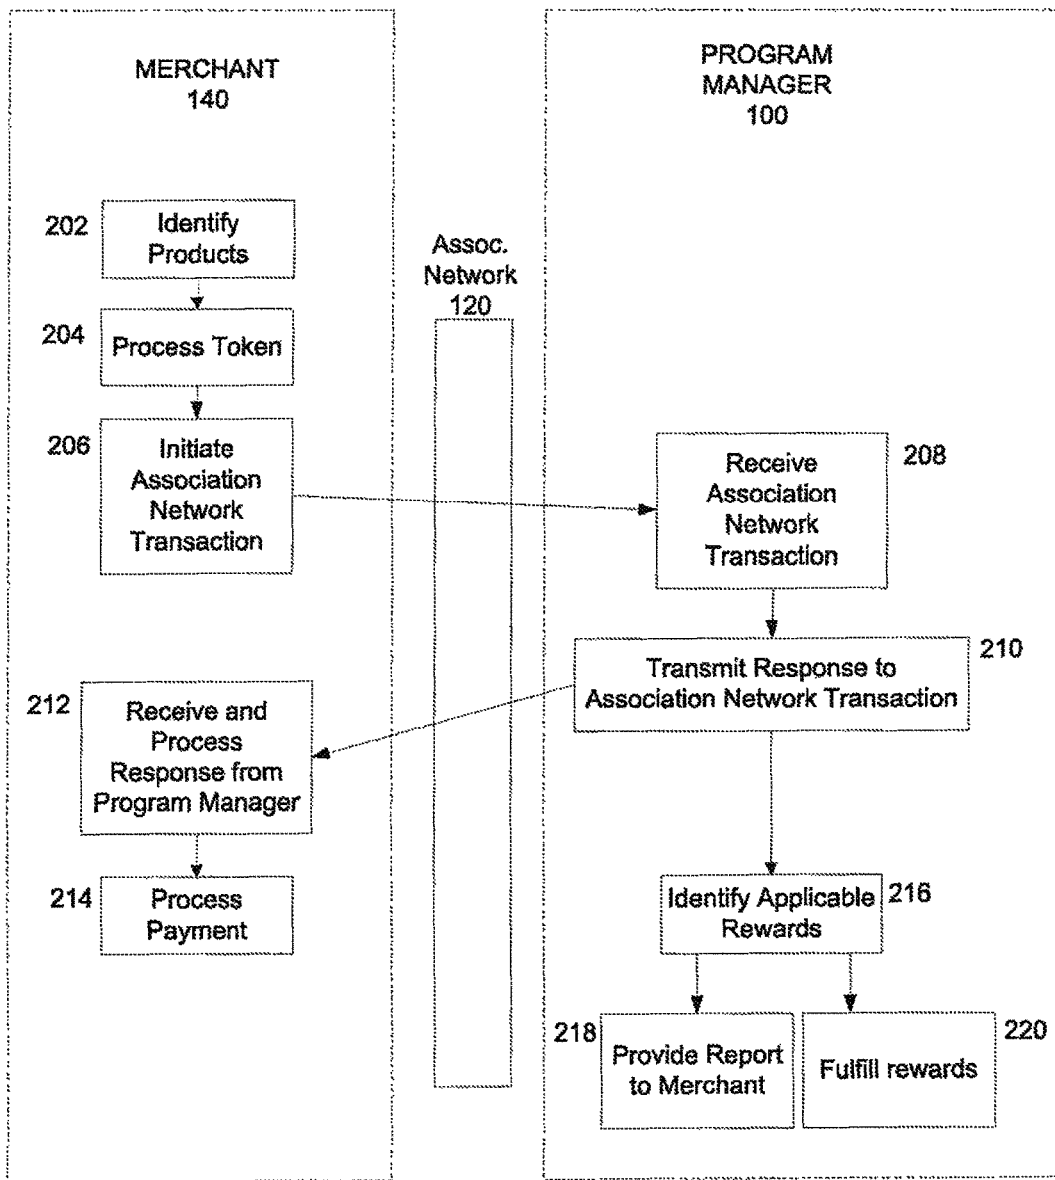 MERCHANT
140
PROGRAM
MANAGER
100
202
Identify
Products
Assoc.
Network
120
204
Process Token
206
Initiate
Association
Network
Transaction
208
Receive
Association
Network
Transaction
210
Transmit Response to
Association Network Transaction
212
Receive and
Process
Response from
Program Manager
214
Process
Payment
216
Identify Applicable
Rewards
218
Provide Report
to Merchant
220
Fulfill rewards